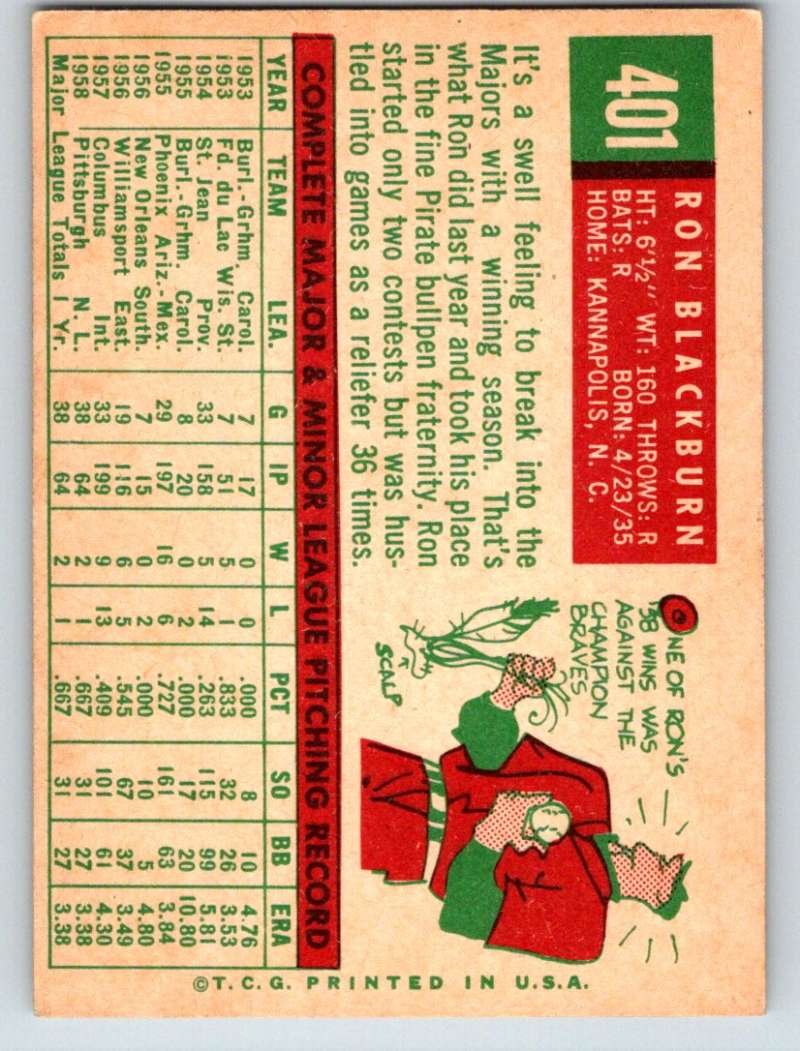 401
RON BLACKBURN
HT: 6'½" WT: 160 THROWS: R
BATS: R BORN: 4/23/35
HOME: KANNAPOLIS, N. C.
It's a swell feeling to break into the
Majors with a winning season. That's
what Ron did last year and took his place
in the fine Pirate bullpen fraternity. Ron
started only two contests but was hus-
tled into games as a reliefer 36 times.
ONE OF RON'S
'58 WINS WAS
AGAINST THE
CHAMPION
BRAVES
SCALP
COMPLETE MAJOR & MINOR LEAGUE PITCHING RECORD
YEAR TEAM LEA. G IP W L PCT SO BB ERA
1953 Burl.-Grhm. Carol. 7 17 0 0 .000 8 10 4.76
1953 Fd. du Lac Wis. St. 7 51 5 1 .833 32 26 3.53
1954 St. Jean Prov. 33 158 5 14 .263 115 99 5.81
1955 Burl.-Grhm. Carol. 8 20 0 2 .000 17 20 10.80
1955 Phoenix Ariz.-Mex. 29 197 16 6 .727 161 63 3.84
1956 New Orleans South. 7 15 0 2 .000 10 5 4.80
1956 Williamsport East. 19 116 6 5 .545 67 37 3.49
1957 Columbus Int. 33 199 9 13 .409 101 61 4.30
1958 Pittsburgh N. L. 38 64 2 1 .667 31 27 3.38
Major League Totals 1 Yr. 38 64 2 1 .667 31 27 3.38
©T.C.G. PRINTED IN U.S.A.